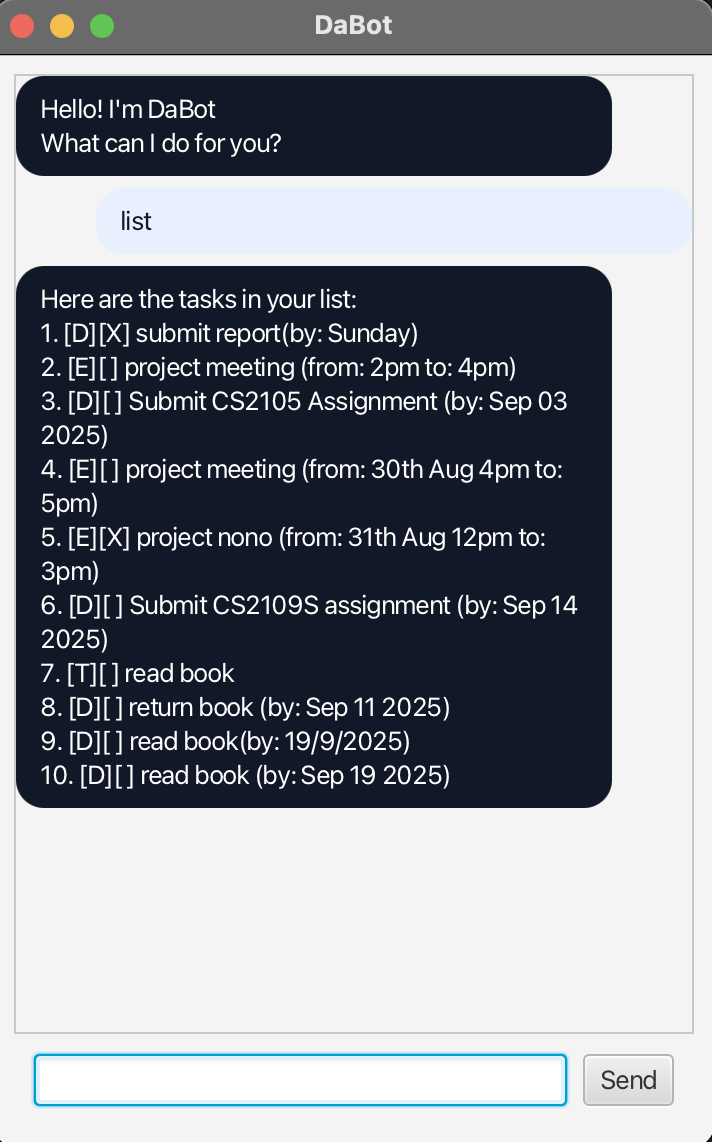 DaBot
Hello! I'm DaBot
What can I do for you?
list
Here are the tasks in your list:
1. [D][X] submit report(by: Sunday)
2. [E][ ] project meeting (from: 2pm to: 4pm)
3. [D][ ] Submit CS2105 Assignment (by: Sep 03
2025)
4. [E][ ] project meeting (from: 30th Aug 4pm to:
5pm)
5. [E][X] project nono (from: 31th Aug 12pm to:
3pm)
6. [D][ ] Submit CS2109S assignment (by: Sep 14
2025)
7. [T][ ] read book
8. [D][ ] return book (by: Sep 11 2025)
9. [D][ ] read book(by: 19/9/2025)
10. [D][ ] read book (by: Sep 19 2025)
Send